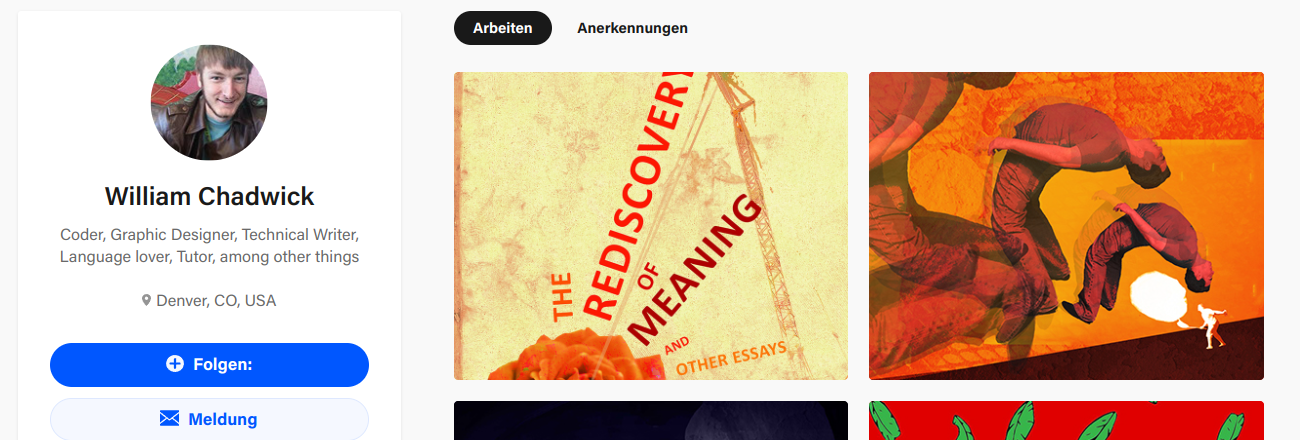 Arbeiten
Anerkennungen
William Chadwick
Coder, Graphic Designer, Technical Writer,
Language lover, Tutor, among other things
Denver, CO, USA
Folgen:
Meldung
THE
REDISCOVERY
OF
MEANING
AND
OTHER ESSAYS